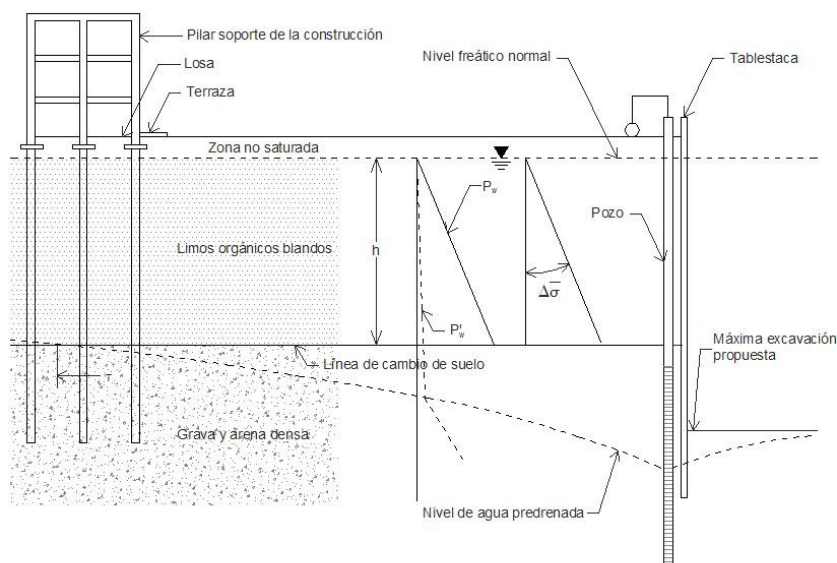 Pilar soporte de la construcción
Losa
Terraza
Nivel freático normal
Tablestaca
Zona no saturada
Pw
Pozo
Limos orgánicos blandos
h
Δσ̅
P'w
Máxima excavación
propuesta
Línea de cambio de suelo
Grava y arena densa
Nivel de agua predrenada